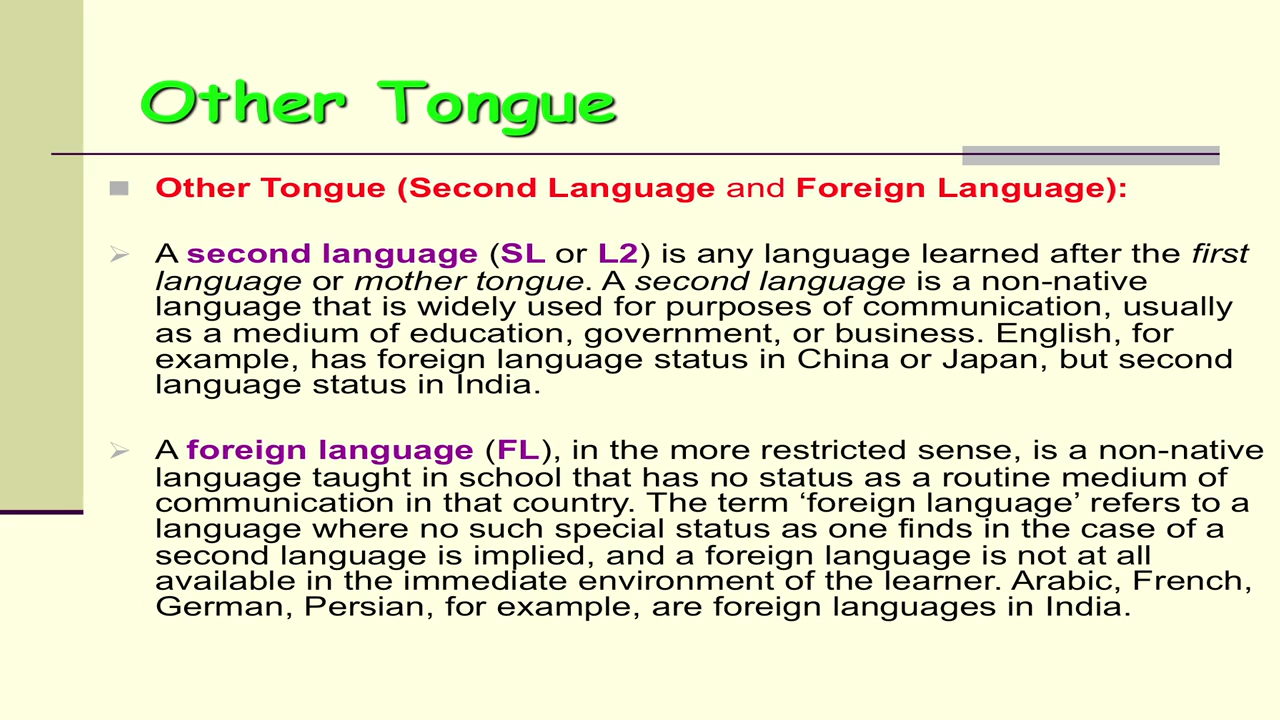 Other Tongue
Other Tongue (Second Language and Foreign Language):
A second language (SL or L2) is any language learned after the first
language or mother tongue. A second language is a non-native
language that is widely used for purposes of communication, usually
as a medium of education, government, or business. English, for
example, has foreign language status in China or Japan, but second
language status in India.
A foreign language (FL), in the more restricted sense, is a non-native
language taught in school that has no status as a routine medium of
communication in that country. The term ‘foreign language’ refers to a
language where no such special status as one finds in the case of a
second language is implied, and a foreign language is not at all
available in the immediate environment of the learner. Arabic, French,
German, Persian, for example, are foreign languages in India.